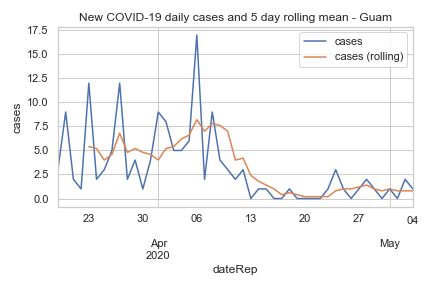 New COVID-19 daily cases and 5 day rolling mean - Guam
cases
cases (rolling)
17.5
15.0
12.5
10.0
7.5
5.0
2.5
0.0
cases
23
30
06
13
20
27
04
Apr
2020
May
dateRep